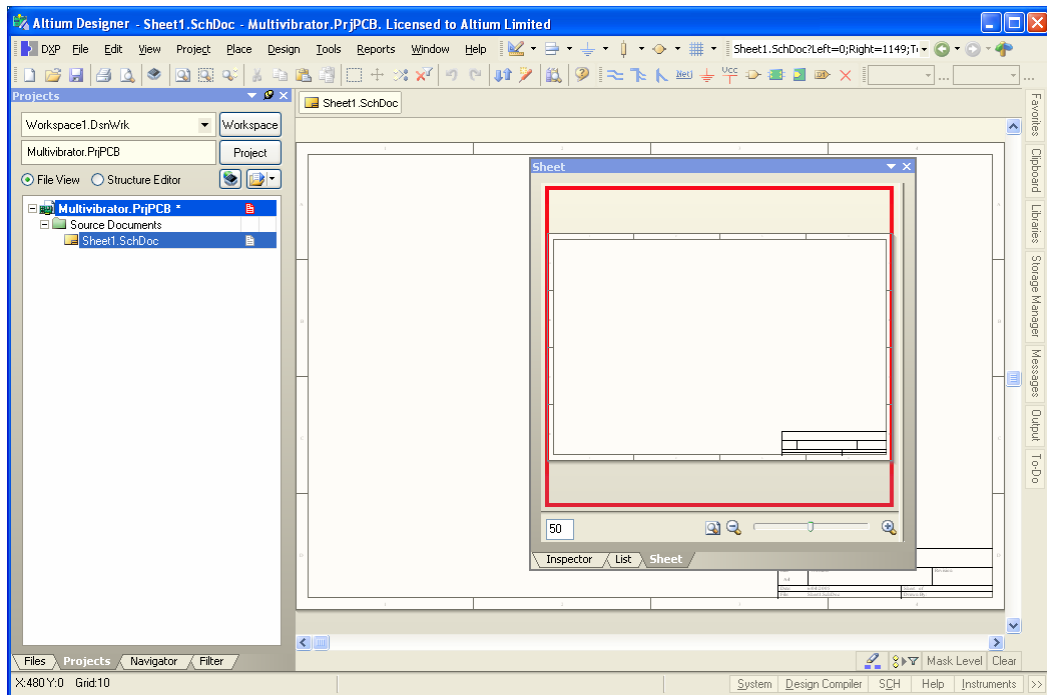 Altium Designer - Sheet1.SchDoc - Multivibrator.PrjPCB. Licensed to Altium Limited
DXP File Edit View Project Place Design Tools Reports Window Help Sheet1.SchDoc?Left=0;Right=1149;T
Net VCC ... ...
Projects
Sheet1.SchDoc
Workspace1.DsnWrk Workspace
Multivibrator.PrjPCB Project
File View Structure Editor
Multivibrator.PrjPCB *
Source Documents
Sheet1.SchDoc
Sheet
50
Inspector List Sheet
Favorites
Clipboard
Libraries
Storage Manager
Messages
Output
To-Do
Files Projects Navigator Filter
Mask Level Clear
X:480 Y:0 Grid:10
System Design Compiler SCH Help Instruments >>